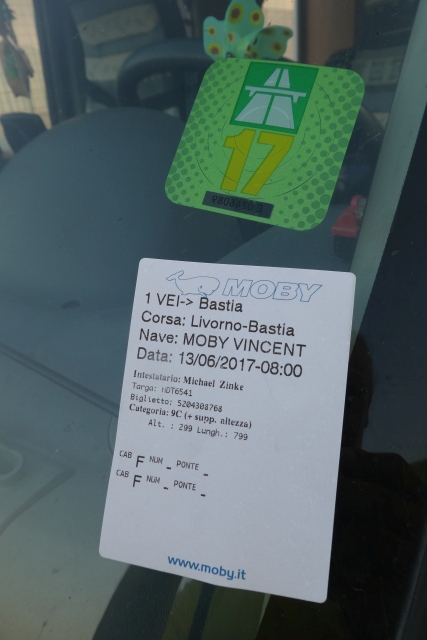 17
MOBY
1 VEI-> Bastia
Corsa: Livorno-Bastia
Nave: MOBY VINCENT
Data: 13/06/2017-08:00
Intestatario: Michael Zinke
Targa: HOT6541
Biglietto: 5204308768
Categoria: 9C (+ supp. altezza)
Alt. : 299 Lungh.: 799
CAB F NUM - PONTE -
CAB F NUM - PONTE -
www.moby.it